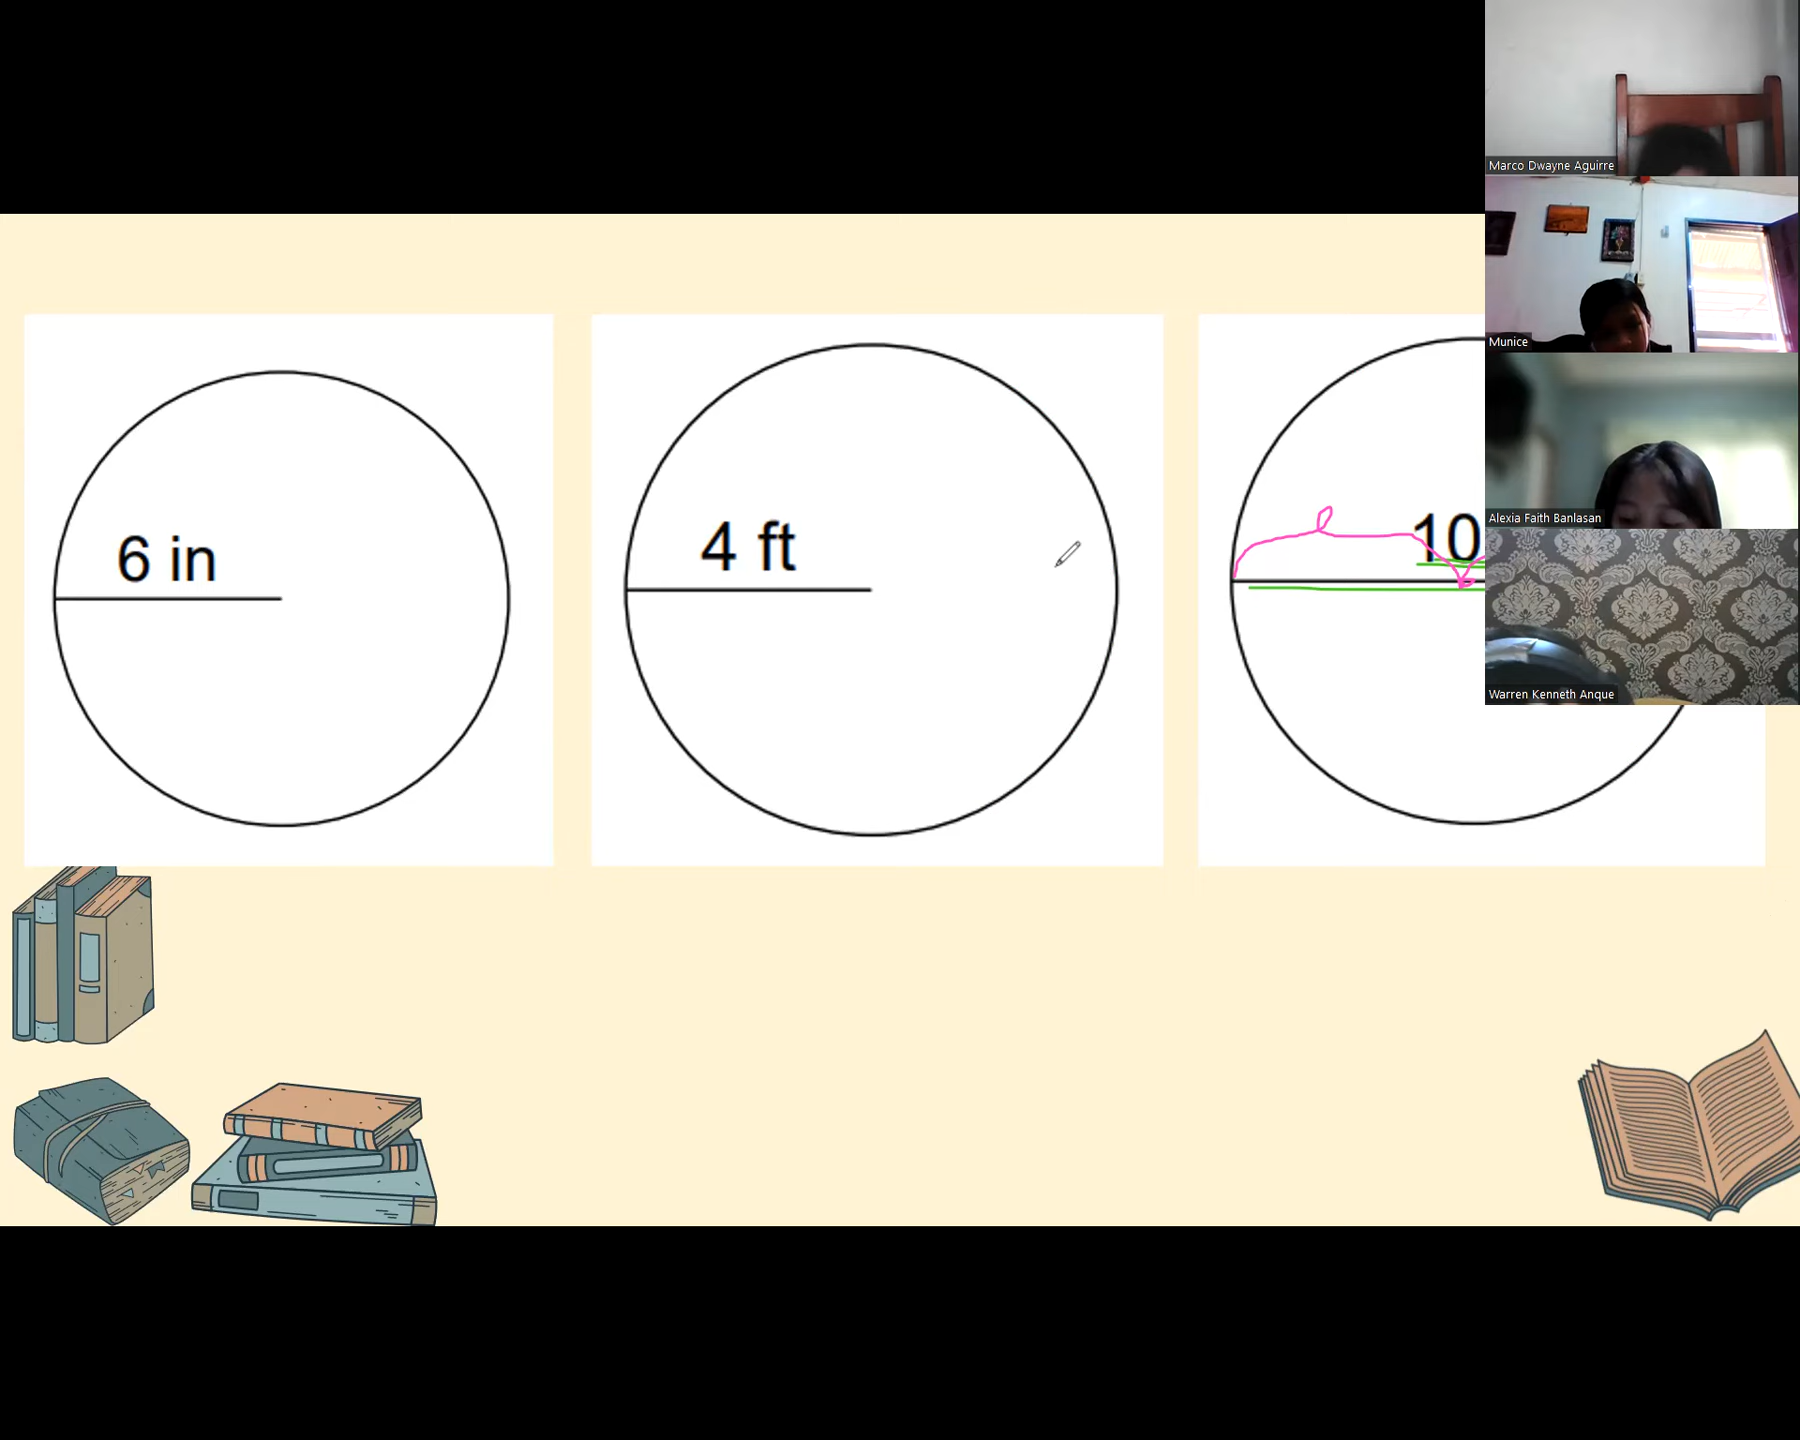 6 in
4 ft
10
Marco Dwayne Aguirre
Munice
Alexia Faith Banlasan
Warren Kenneth Anque